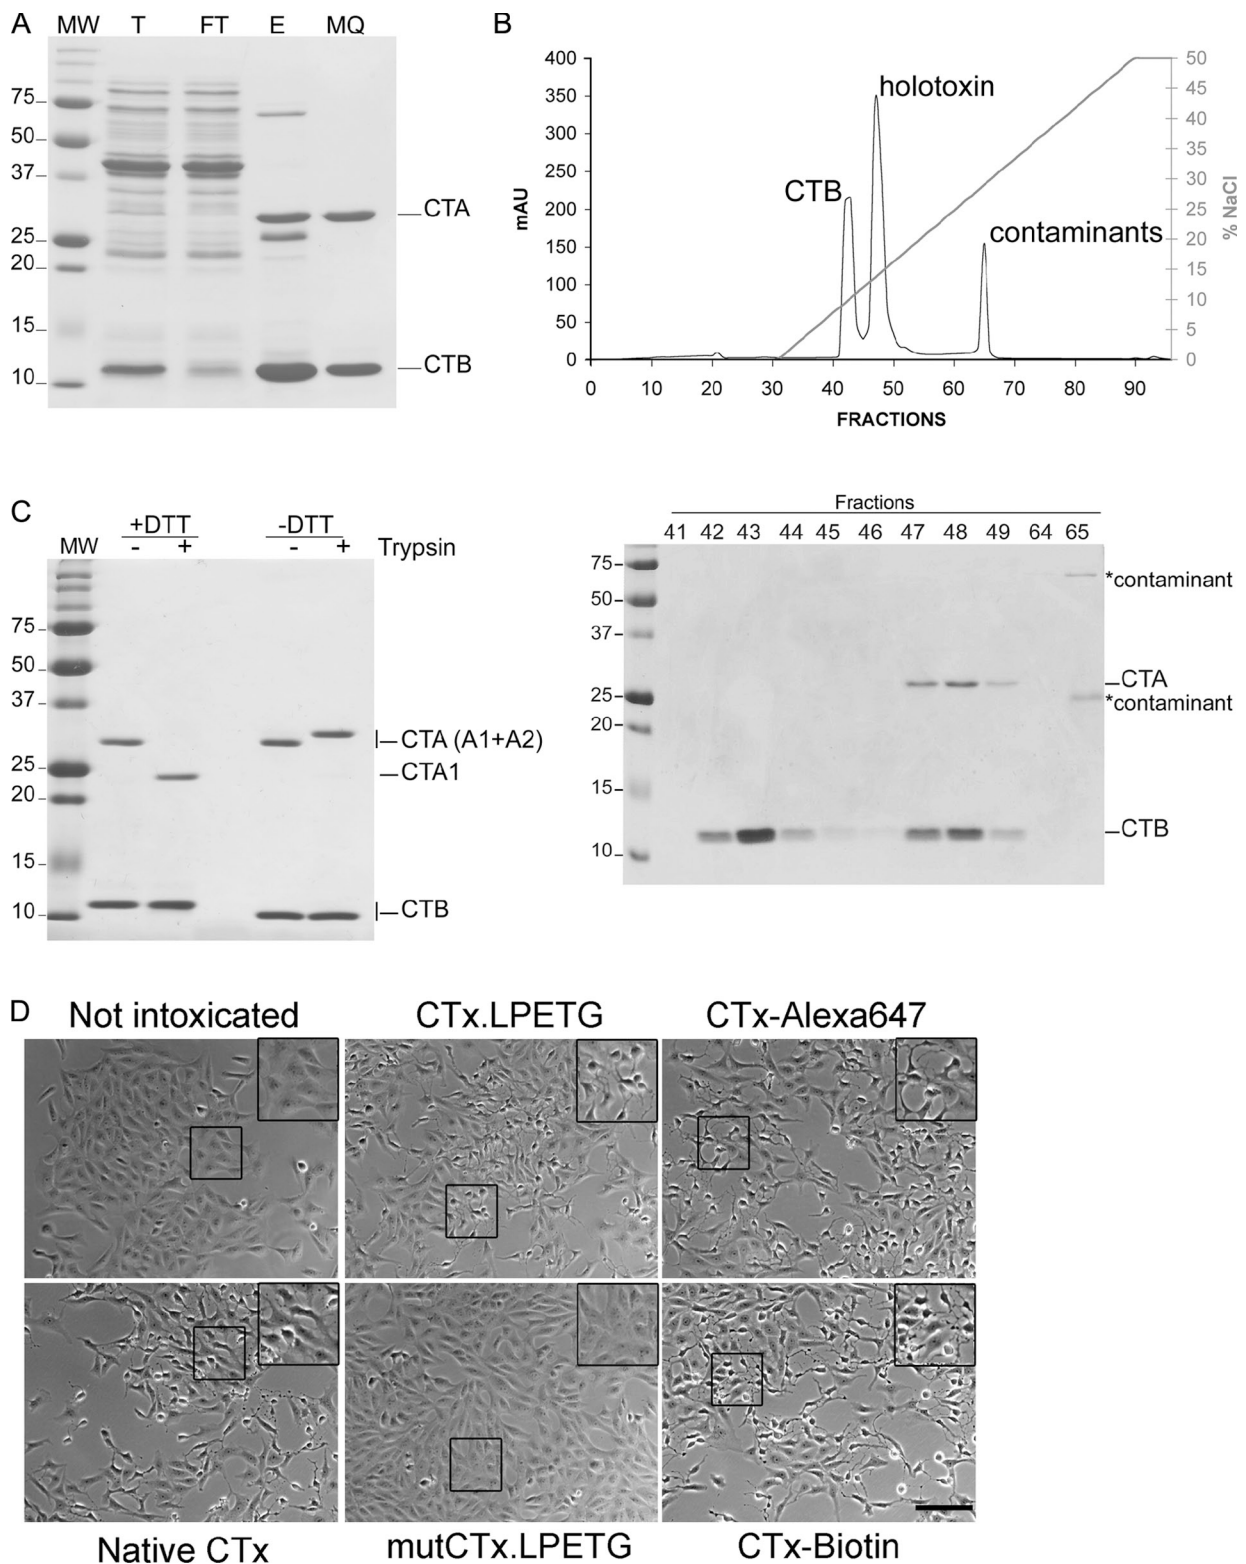 A
MW T FT E MQ
75
50
37
25
20
15
10
CTA
CTB
B
400
350
300
250
200
150
100
50
0
mAU
holotoxin
CTB
contaminants
50
45
40
35
30
25
20
15
10
5
0
% NaCl
0 10 20 30 40 50 60 70 80 90
FRACTIONS
C
+DTT -DTT
MW - + - + Trypsin
75
50
37
25
20
15
10
CTA (A1+A2)
CTA1
CTB
Fractions
41 42 43 44 45 46 47 48 49 64 65
75
50
37
25
20
15
10
*contaminant
CTA
*contaminant
CTB
D
Not intoxicated CTx.LPETG CTx-Alexa647
Native CTx mutCTx.LPETG CTx-Biotin